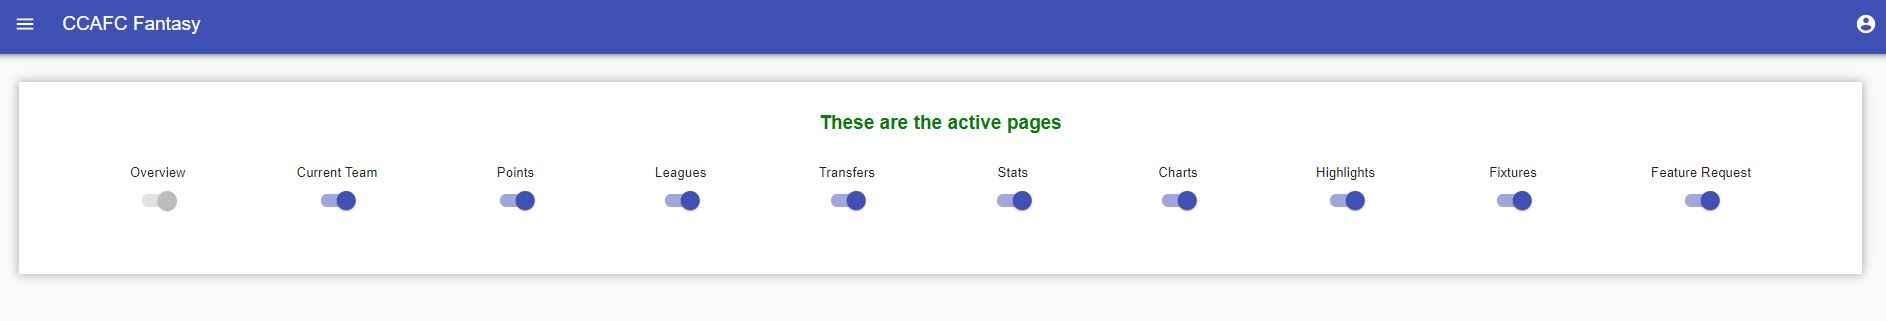 CCAFC Fantasy
These are the active pages
Overview Current Team Points Leagues Transfers Stats Charts Highlights Fixtures Feature Request